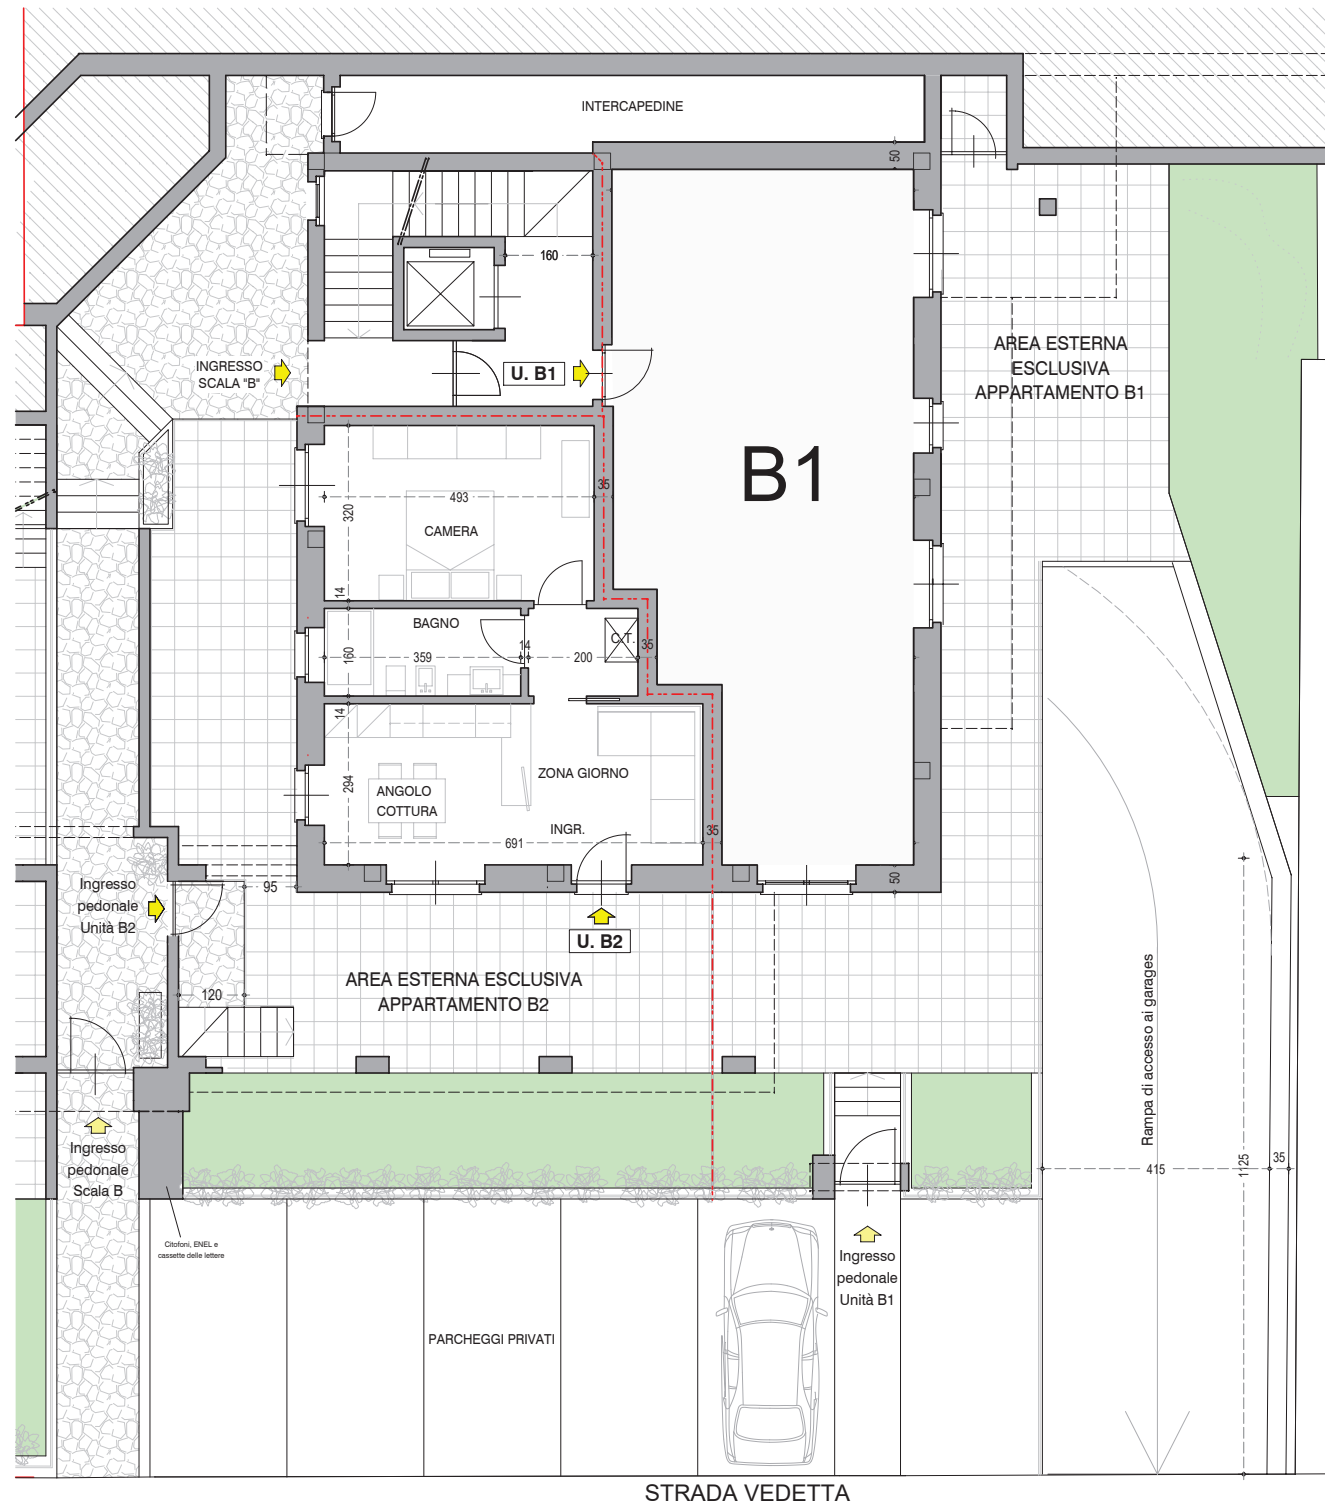 INTERCAPEDINE
50
160
INGRESSO
SCALA "B"
U. B1
AREA ESTERNA
ESCLUSIVA
APPARTAMENTO B1
B1
493
35
320
CAMERA
14
BAGNO
C.T.
160
359
14
200
35
14
294
ANGOLO
COTTURA
ZONA GIORNO
INGR.
691
35
50
95
Ingresso
pedonale
Unità B2
U. B2
AREA ESTERNA ESCLUSIVA
APPARTAMENTO B2
120
Rampa di accesso ai garages
415
1125
35
Ingresso
pedonale
Scala B
Citofoni, ENEL e
cassette delle lettere
Ingresso
pedonale
Unità B1
PARCHEGGI PRIVATI
STRADA VEDETTA